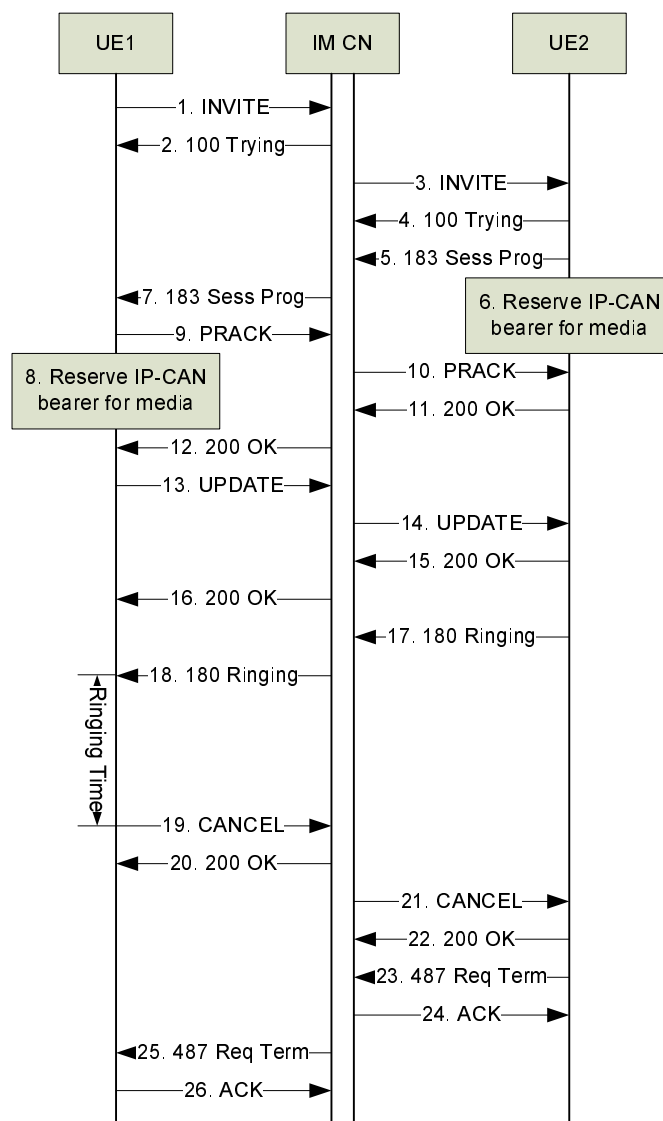 UE1
IM CN
UE2
1. INVITE
2. 100 Trying
3. INVITE
4. 100 Trying
5. 183 Sess Prog
6. Reserve IP-CAN
bearer for media
7. 183 Sess Prog
9. PRACK
8. Reserve IP-CAN
bearer for media
10. PRACK
11. 200 OK
12. 200 OK
13. UPDATE
14. UPDATE
15. 200 OK
16. 200 OK
17. 180 Ringing
18. 180 Ringing
Ringing Time
19. CANCEL
20. 200 OK
21. CANCEL
22. 200 OK
23. 487 Req Term
24. ACK
25. 487 Req Term
26. ACK